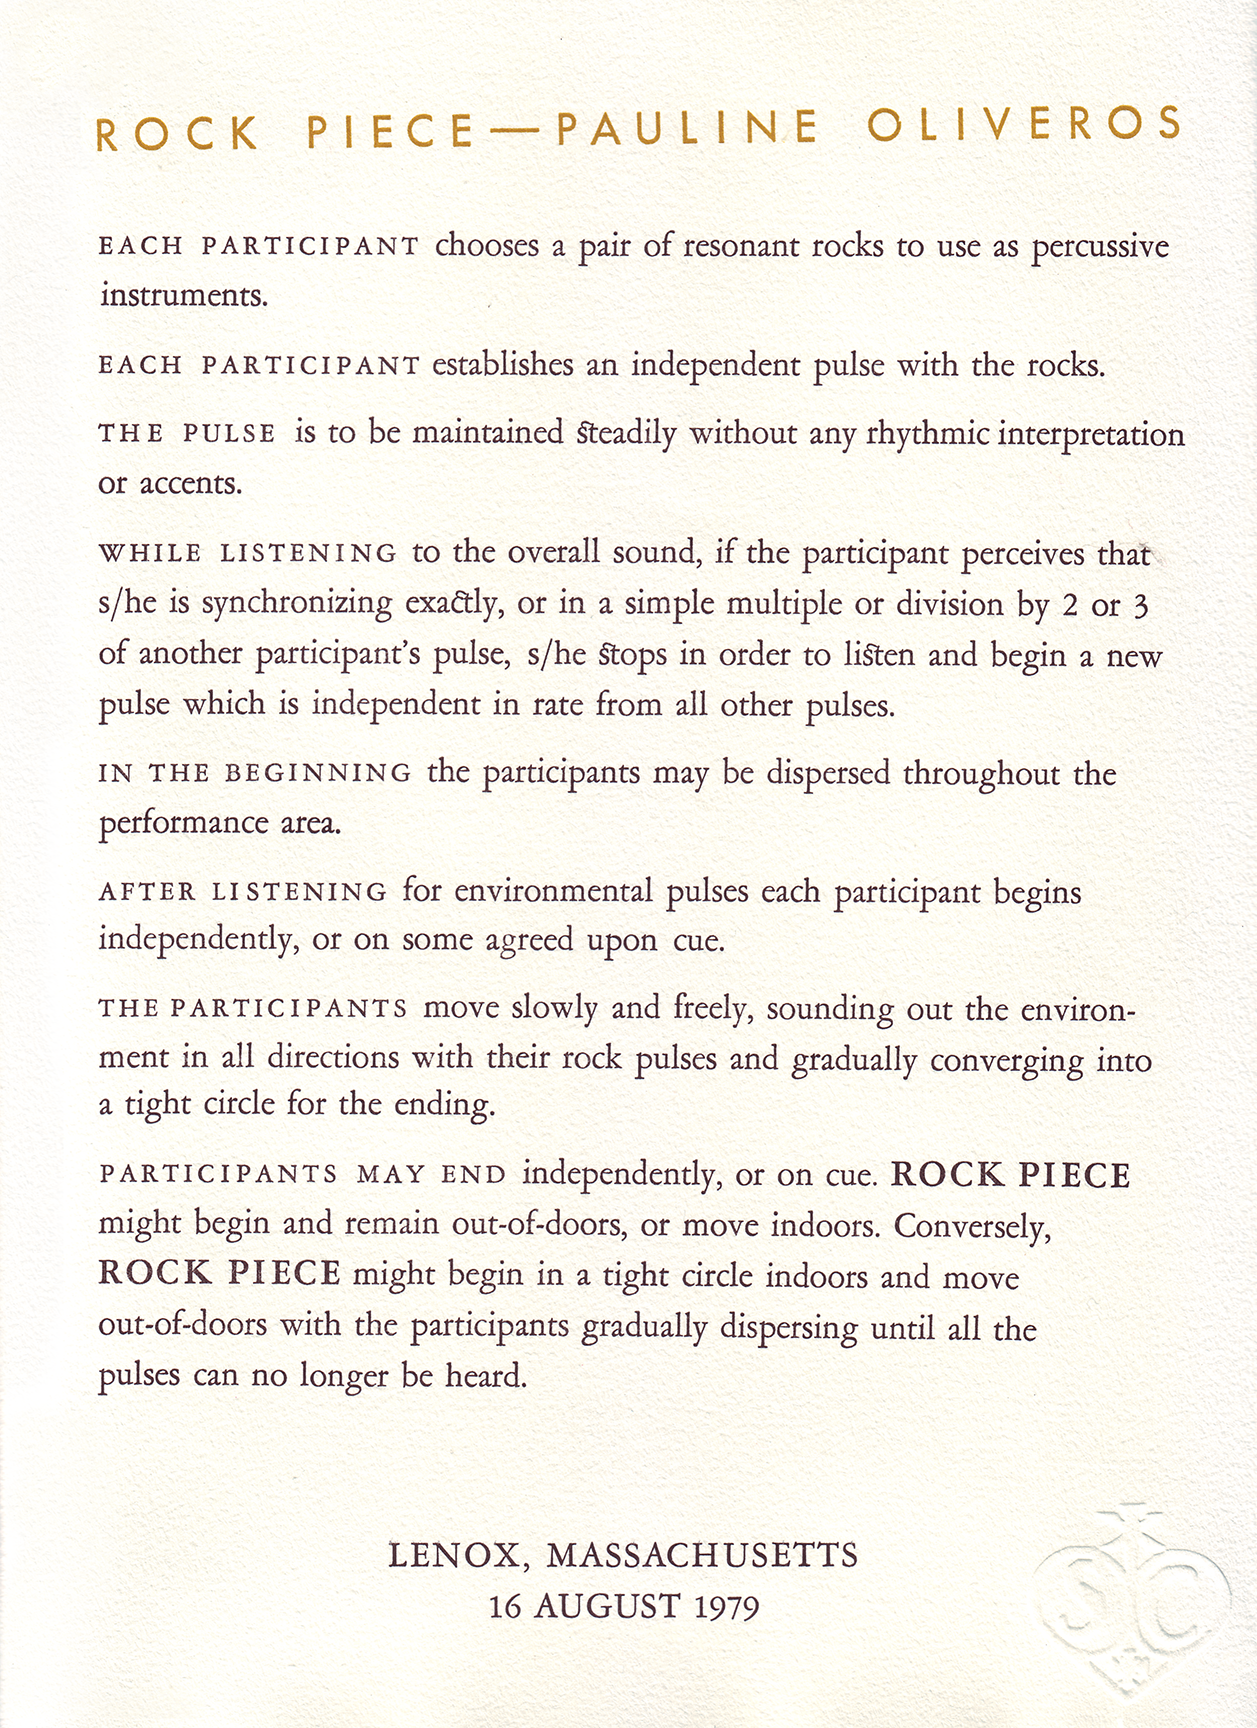 ROCK PIECE—PAULINE OLIVEROS
EACH PARTICIPANT chooses a pair of resonant rocks to use as percussive
instruments.
EACH PARTICIPANT establishes an independent pulse with the rocks.
THE PULSE is to be maintained steadily without any rhythmic interpretation
or accents.
WHILE LISTENING to the overall sound, if the participant perceives that
s/he is synchronizing exactly, or in a simple multiple or division by 2 or 3
of another participant's pulse, s/he stops in order to listen and begin a new
pulse which is independent in rate from all other pulses.
IN THE BEGINNING the participants may be dispersed throughout the
performance area.
AFTER LISTENING for environmental pulses each participant begins
independently, or on some agreed upon cue.
THE PARTICIPANTS move slowly and freely, sounding out the environ-
ment in all directions with their rock pulses and gradually converging into
a tight circle for the ending.
PARTICIPANTS MAY END independently, or on cue. ROCK PIECE
might begin and remain out-of-doors, or move indoors. Conversely,
ROCK PIECE might begin in a tight circle indoors and move
out-of-doors with the participants gradually dispersing until all the
pulses can no longer be heard.
LENOX, MASSACHUSETTS
16 AUGUST 1979